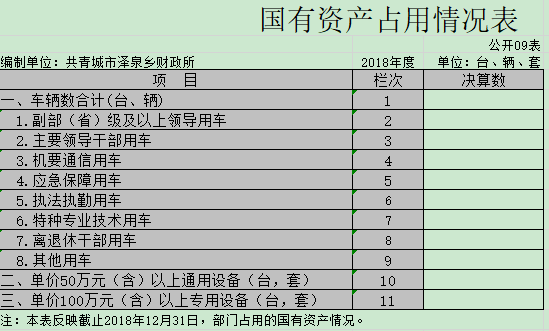 国有资产占用情况表
公开09表
编制单位：共青城市泽泉乡财政所 2018年度 单位：台、辆、套
项 目 栏次 决算数
一、车辆数合计(台、辆) 1
1.副部（省）级及以上领导用车 2
2.主要领导干部用车 3
3.机要通信用车 4
4.应急保障用车 5
5.执法执勤用车 6
6.特种专业技术用车 7
7.离退休干部用车 8
8.其他用车 9
二、单价50万元（含）以上通用设备（台，套） 10
三、单价100万元（含）以上专用设备（台，套） 11
注：本表反映截止2018年12月31日，部门占用的国有资产情况。